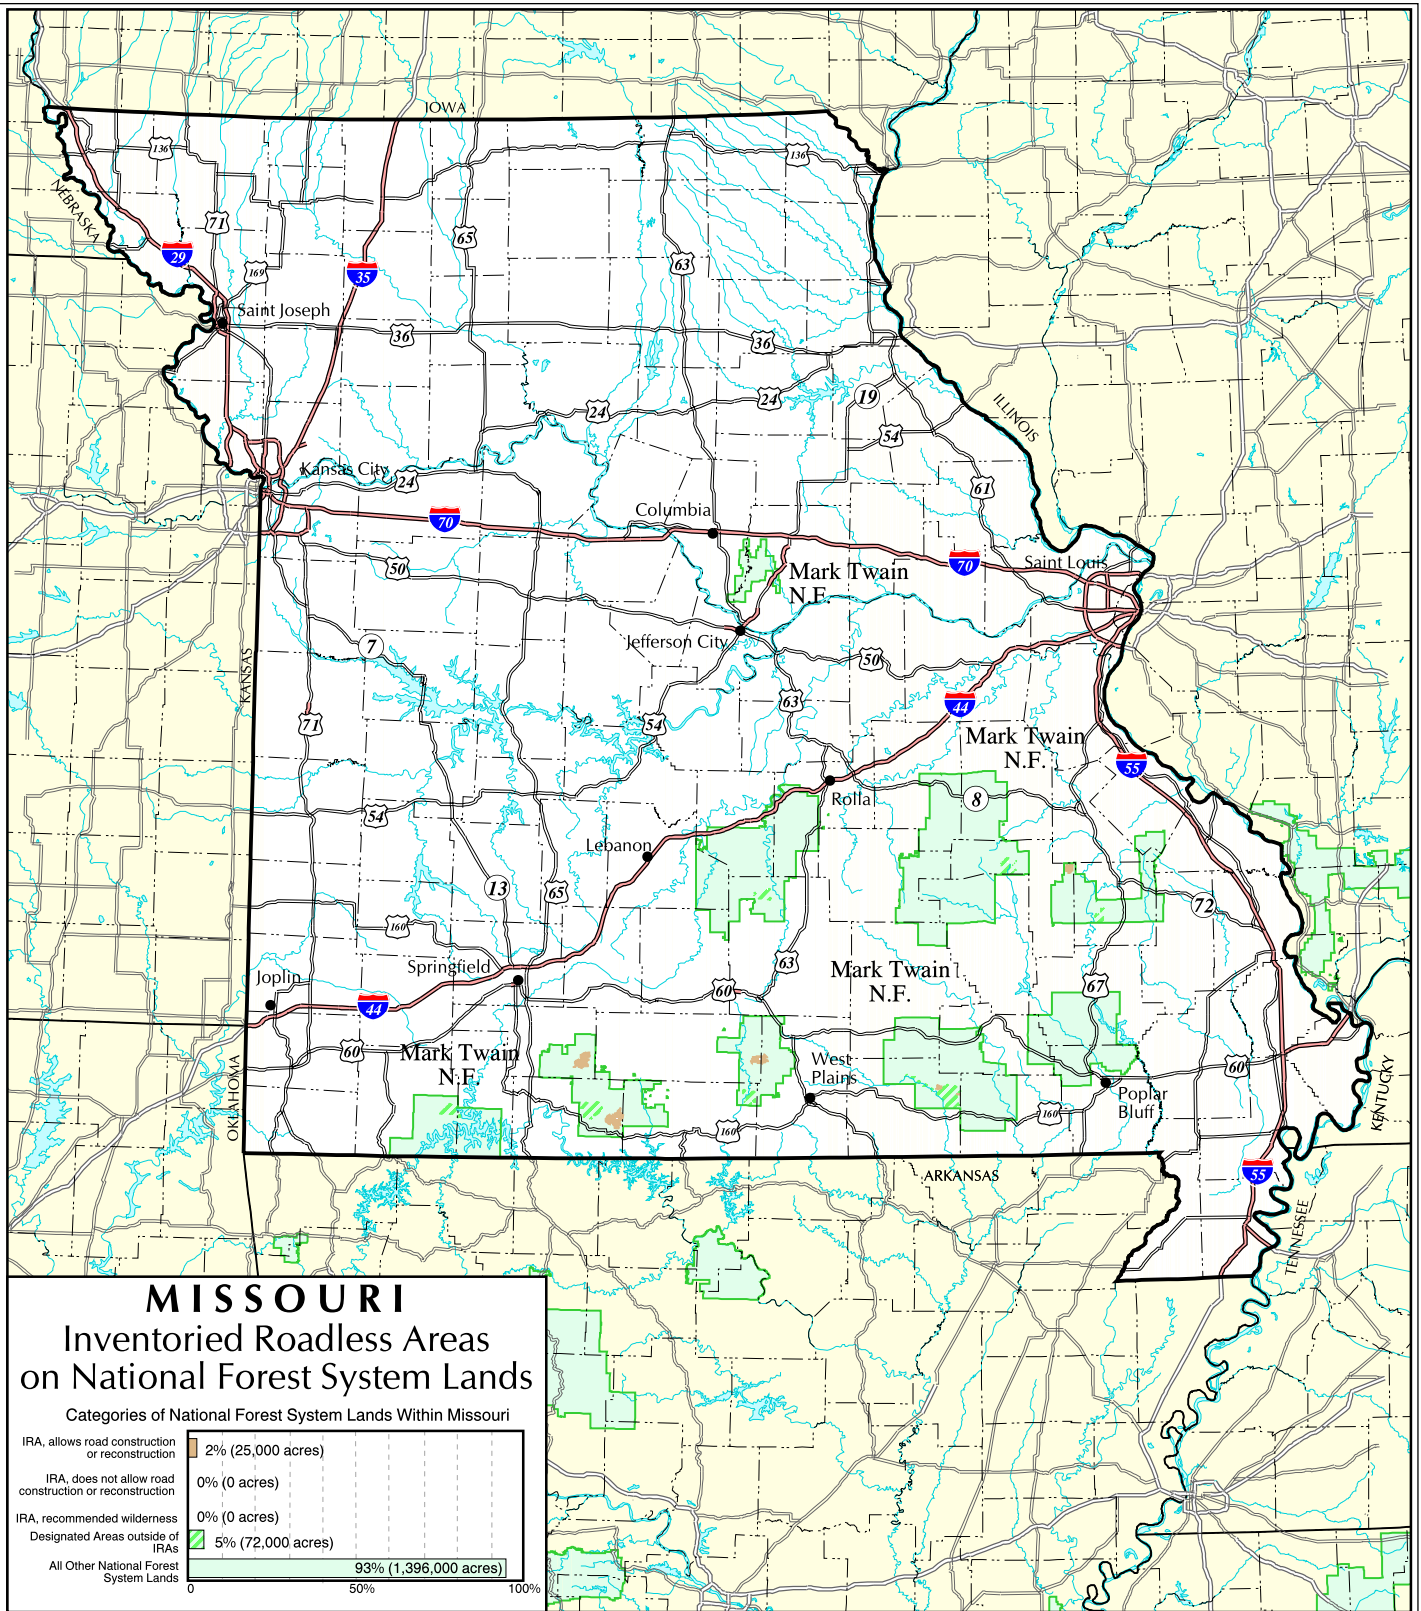 IOWA
136
136
NEBRASKA
71
65
63
29
169
35
Saint Joseph
36
36
24
24
19
ILLINOIS
54
Kansas City
24
61
Columbia
70
50
70
Saint Louis
Mark Twain
N.F.
Jefferson City
7
50
KANSAS
63
44
71
54
Mark Twain
N.F.
55
Rolla
8
54
Lebanon
13
65
72
160
Springfield
63
Mark Twain
N.F.
Joplin
60
67
44
60
Mark Twain
N.F.
West
Plains
60
OKLAHOMA
KENTUCKY
Poplar
Bluff
160
160
ARKANSAS
55
TENNESSEE
MISSOURI
Inventoried Roadless Areas
on National Forest System Lands
Categories of National Forest System Lands Within Missouri
IRA, allows road construction
or reconstruction
2% (25,000 acres)
IRA, does not allow road
construction or reconstruction
0% (0 acres)
IRA, recommended wilderness
0% (0 acres)
Designated Areas outside of
IRAs
5% (72,000 acres)
All Other National Forest
System Lands
93% (1,396,000 acres)
0 50% 100%